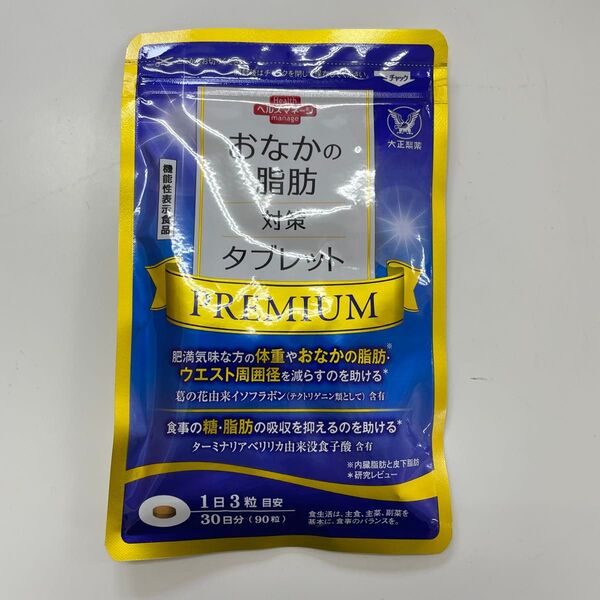 チャック
Health
ヘルスマネージ
manage
大正製薬
機能性表示食品
おなかの
脂肪
対策
タブレット
PREMIUM
肥満気味な方の体重やおなかの脂肪※・
ウエスト周囲径を減らすのを助ける*
葛の花由来イソフラボン(テクトリゲニン類として)含有
食事の糖・脂肪の吸収を抑えるのを助ける*
ターミナリアベリリカ由来没食子酸 含有
※内臓脂肪と皮下脂肪
*研究レビュー
1日3粒 目安
30日分(90粒)
食生活は、主食、主菜、副菜を
基本に、食事のバランスを。